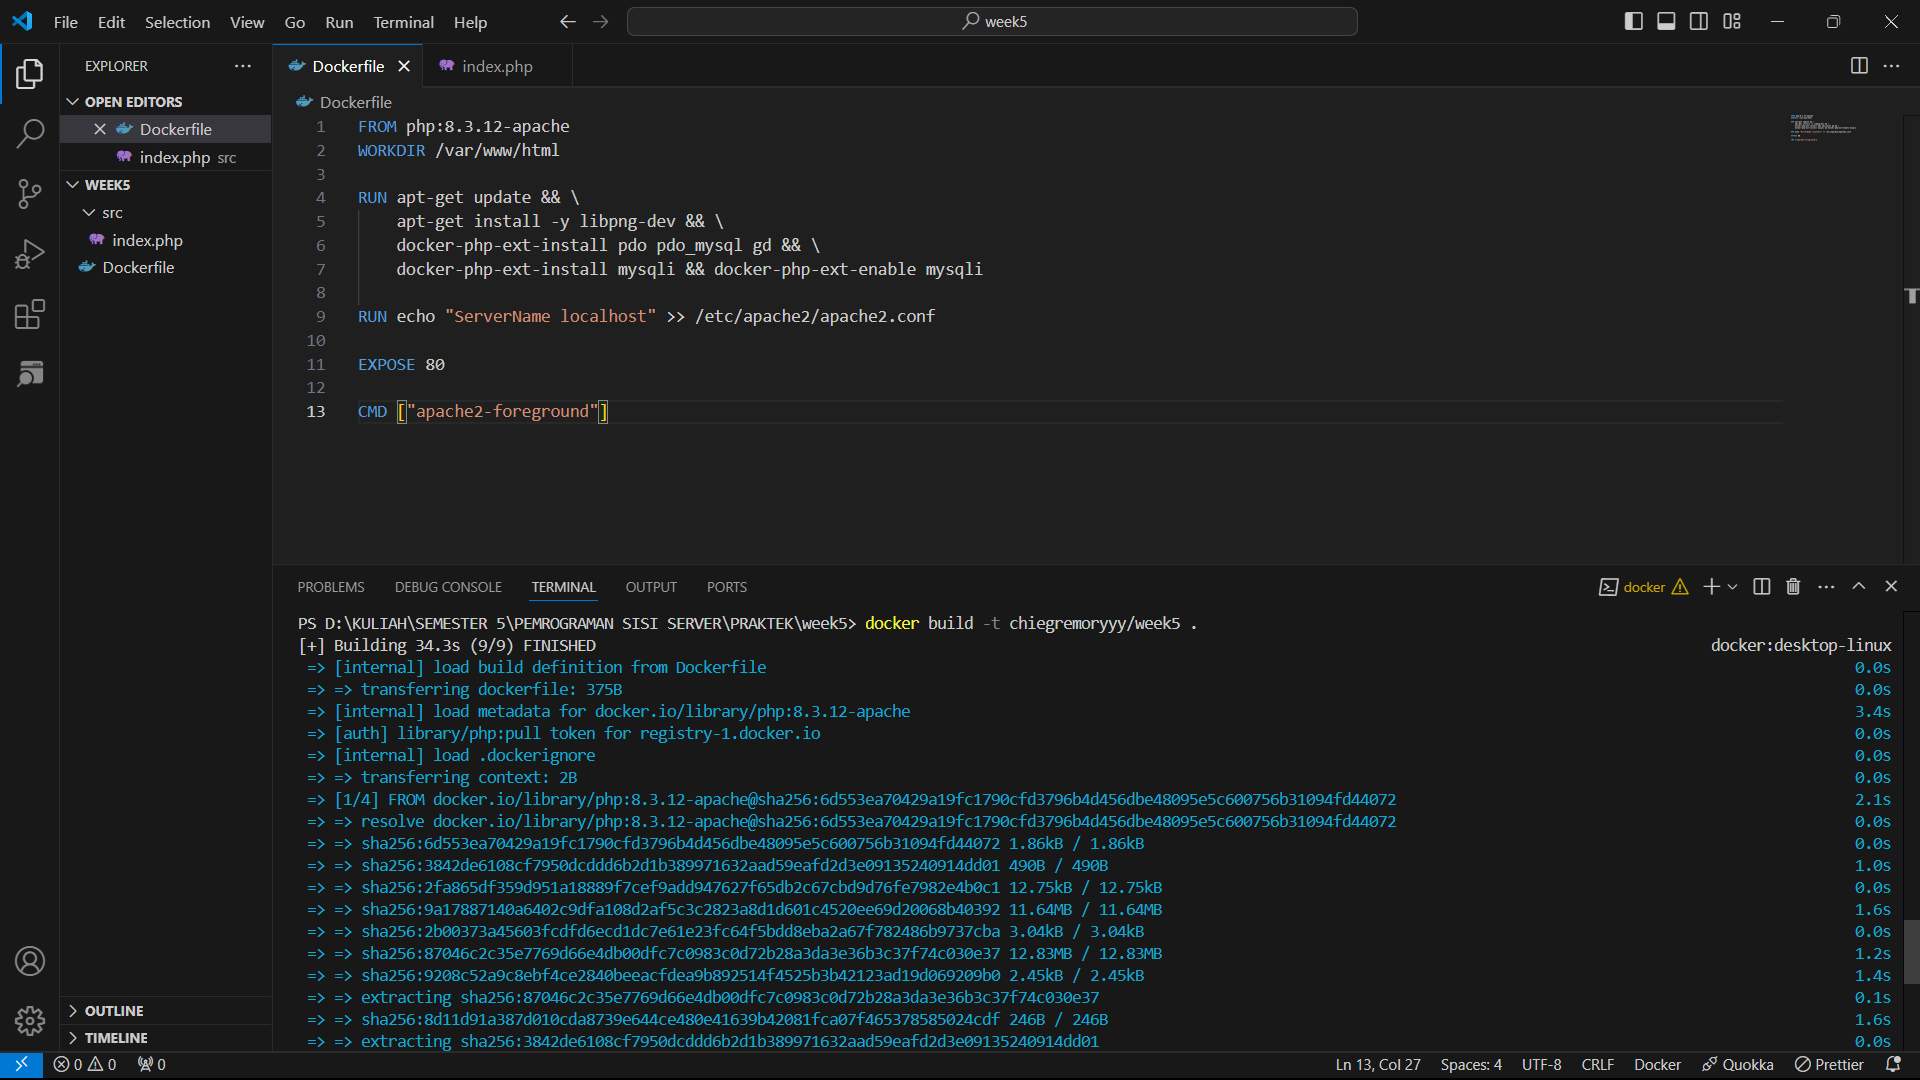 File Edit Selection View Go Run Terminal Help
week5
EXPLORER
OPEN EDITORS
Dockerfile
index.php src
WEEK5
src
index.php
Dockerfile
OUTLINE
TIMELINE
Dockerfile
index.php
Dockerfile
1 FROM php:8.3.12-apache
2 WORKDIR /var/www/html
3
4 RUN apt-get update && \
5 apt-get install -y libpng-dev && \
6 docker-php-ext-install pdo pdo_mysql gd && \
7 docker-php-ext-install mysqli && docker-php-ext-enable mysqli
8
9 RUN echo "ServerName localhost" >> /etc/apache2/apache2.conf
10
11 EXPOSE 80
12
13 CMD ["apache2-foreground"]
PROBLEMS DEBUG CONSOLE TERMINAL OUTPUT PORTS
docker
PS D:\KULIAH\SEMESTER 5\PEMROGRAMAN SISI SERVER\PRAKTEK\week5> docker build -t chiegremoryyy/week5 .
[+] Building 34.3s (9/9) FINISHED docker:desktop-linux
=> [internal] load build definition from Dockerfile 0.0s
=> => transferring dockerfile: 375B 0.0s
=> [internal] load metadata for docker.io/library/php:8.3.12-apache 3.4s
=> [auth] library/php:pull token for registry-1.docker.io 0.0s
=> [internal] load .dockerignore 0.0s
=> => transferring context: 2B 0.0s
=> [1/4] FROM docker.io/library/php:8.3.12-apache@sha256:6d553ea70429a19fc1790cfd3796b4d456dbe48095e5c600756b31094fd44072 2.1s
=> => resolve docker.io/library/php:8.3.12-apache@sha256:6d553ea70429a19fc1790cfd3796b4d456dbe48095e5c600756b31094fd44072 0.0s
=> => sha256:6d553ea70429a19fc1790cfd3796b4d456dbe48095e5c600756b31094fd44072 1.86kB / 1.86kB 0.0s
=> => sha256:3842de6108cf7950dcddd6b2d1b389971632aad59eafd2d3e09135240914dd01 490B / 490B 1.0s
=> => sha256:2fa865df359d951a18889f7cef9add947627f65db2c67cbd9d76fe7982e4b0c1 12.75kB / 12.75kB 0.0s
=> => sha256:9a17887140a6402c9dfa108d2af5c3c2823a8d1d601c4520ee69d20068b40392 11.64MB / 11.64MB 1.6s
=> => sha256:2b00373a45603fcdfd6ecd1dc7e61e23fc64f5bdd8eba2a67f782486b9737cba 3.04kB / 3.04kB 0.0s
=> => sha256:87046c2c35e7769d66e4db00dfc7c0983c0d72b28a3da3e36b3c37f74c030e37 12.83MB / 12.83MB 1.2s
=> => sha256:9208c52a9c8ebf4ce2840beeacfdea9b892514f4525b3b42123ad19d069209b0 2.45kB / 2.45kB 1.4s
=> => extracting sha256:87046c2c35e7769d66e4db00dfc7c0983c0d72b28a3da3e36b3c37f74c030e37 0.1s
=> => sha256:8d11d91a387d010cda8739e644ce480e41639b42081fca07f465378585024cdf 246B / 246B 1.6s
=> => extracting sha256:3842de6108cf7950dcddd6b2d1b389971632aad59eafd2d3e09135240914dd01 0.0s
0 0 0 Ln 13, Col 27 Spaces: 4 UTF-8 CRLF Docker Quokka Prettier